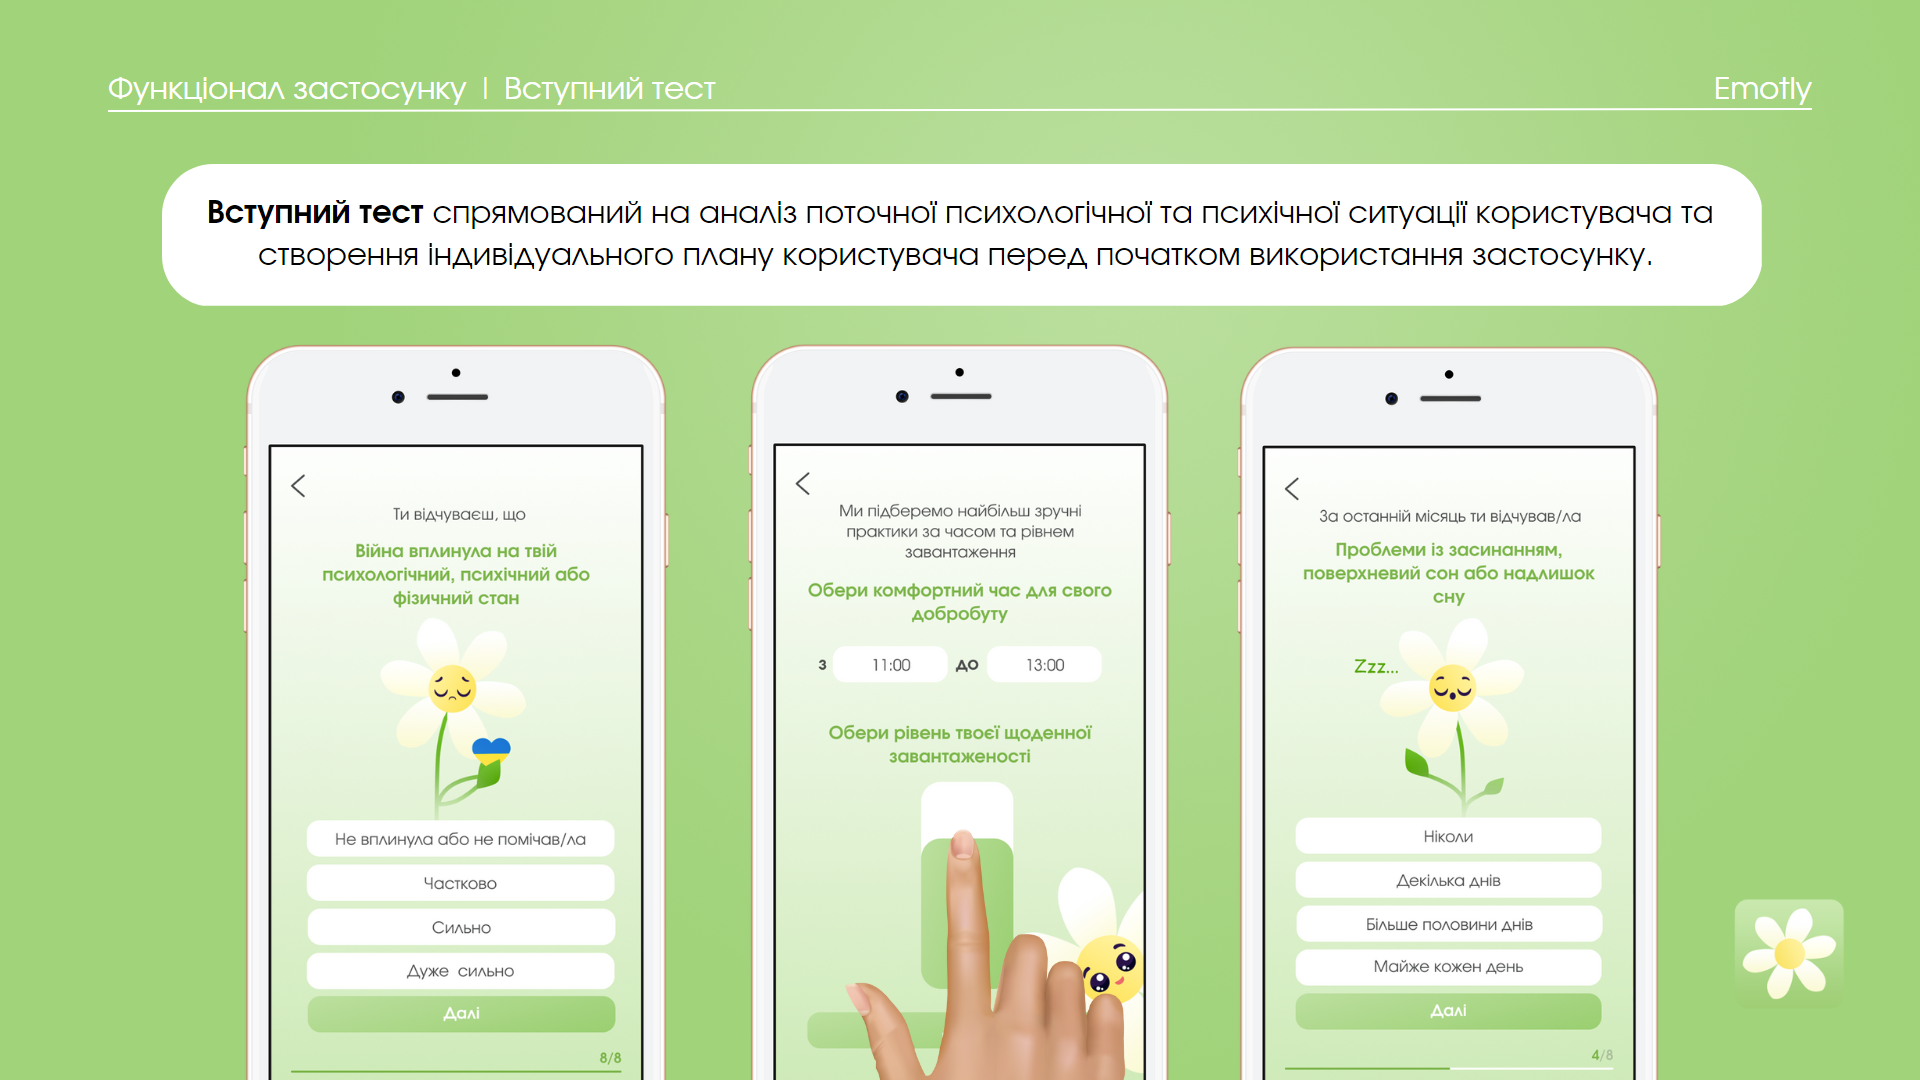 Функціонал застосунку | Вступний тест
Emotly
Вступний тест спрямований на аналіз поточної психологічної та психічної ситуації користувача та
створення індивідуального плану користувача перед початком використання застосунку.
Ти відчуваєш, що
Війна вплинула на твій
психологічний, психічний або
фізичний стан
Не вплинула або не помічав/ла
Частково
Сильно
Дуже сильно
Далі
8/8
Ми підберемо найбільш зручні
практики за часом та рівнем
завантаження
Обери комфортний час для свого
добробуту
з 11:00 до 13:00
Обери рівень твоєї щоденної
завантаженості
За останній місяць ти відчував/ла
Проблеми із засинанням,
поверхневий сон або надлишок
сну
Zzz...
Ніколи
Декілька днів
Більше половини днів
Майже кожен день
Далі
4/8